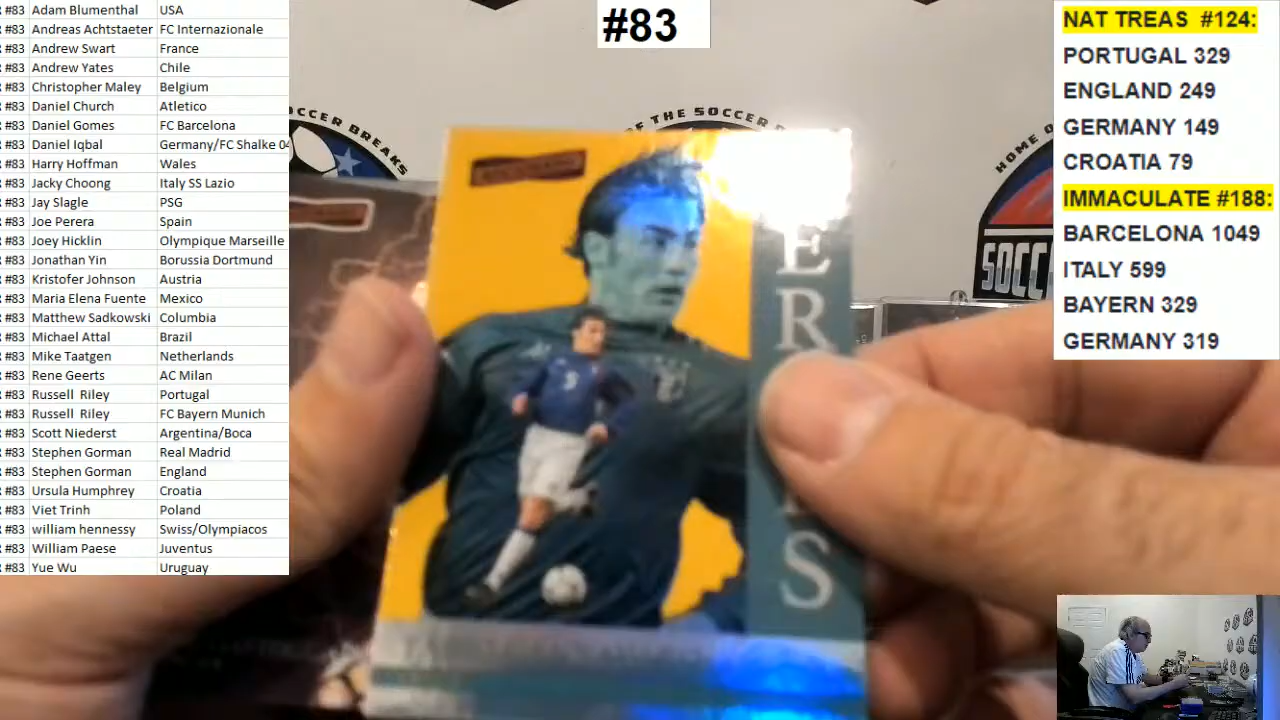 #83 Adam Blumenthal USA
#83 Andreas Achtstaeter FC Internazionale
#83 Andrew Swart France
#83 Andrew Yates Chile
#83 Christopher Maley Belgium
#83 Daniel Church Atletico
#83 Daniel Gomes FC Barcelona
#83 Daniel Iqbal Germany/FC Shalke 04
#83 Harry Hoffman Wales
#83 Jacky Choong Italy SS Lazio
#83 Jay Slagle PSG
#83 Joe Perera Spain
#83 Joey Hicklin Olympique Marseille
#83 Jonathan Yin Borussia Dortmund
#83 Kristofer Johnson Austria
#83 Maria Elena Fuente Mexico
#83 Matthew Sadkowski Columbia
#83 Michael Attal Brazil
#83 Mike Taatgen Netherlands
#83 Rene Geerts AC Milan
#83 Russell Riley Portugal
#83 Russell Riley FC Bayern Munich
#83 Scott Niederst Argentina/Boca
#83 Stephen Gorman Real Madrid
#83 Stephen Gorman England
#83 Ursula Humphrey Croatia
#83 Viet Trinh Poland
#83 william hennessy Swiss/Olympiacos
#83 William Paese Juventus
#83 Yue Wu Uruguay
#83
OF THE SOCCER
BREAKS
HOME O
SOCC
NAT TREAS #124:
PORTUGAL 329
ENGLAND 249
GERMANY 149
CROATIA 79
IMMACULATE #188:
BARCELONA 1049
ITALY 599
BAYERN 329
GERMANY 319